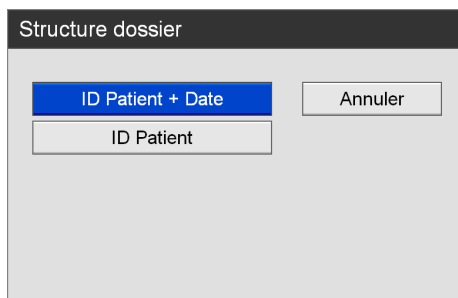 Structure dossier
ID Patient + Date
Annuler
ID Patient